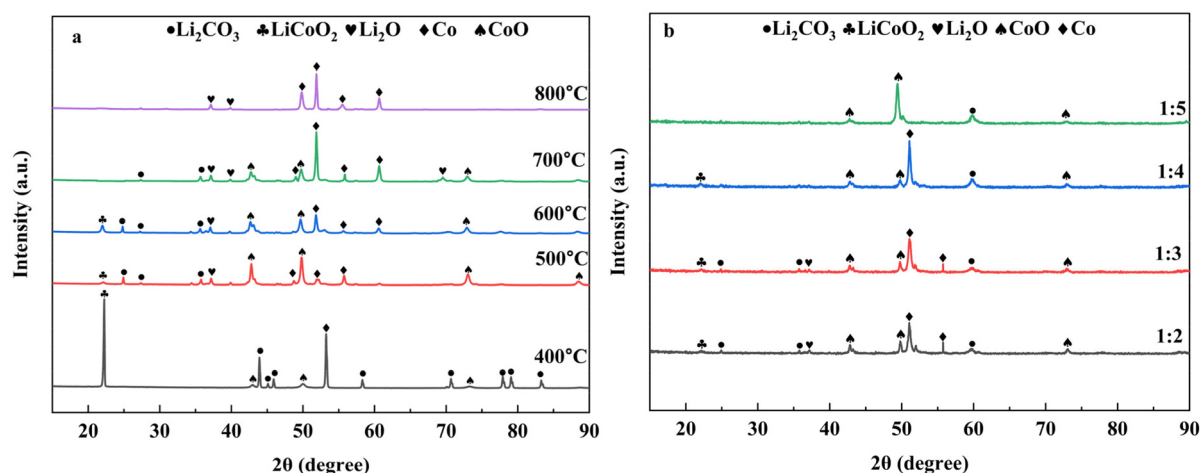 a
●Li₂CO₃ ♣LiCoO₂ ♥Li₂O ♦Co ♠CoO
800°C
700°C
600°C
500°C
400°C
Intensity (a.u.)
20 30 40 50 60 70 80 90
2θ (degree)
b
●Li₂CO₃ ♣LiCoO₂ ♥Li₂O ♠CoO ♦Co
1:5
1:4
1:3
1:2
Intensity (a.u.)
20 30 40 50 60 70 80 90
2θ (degree)